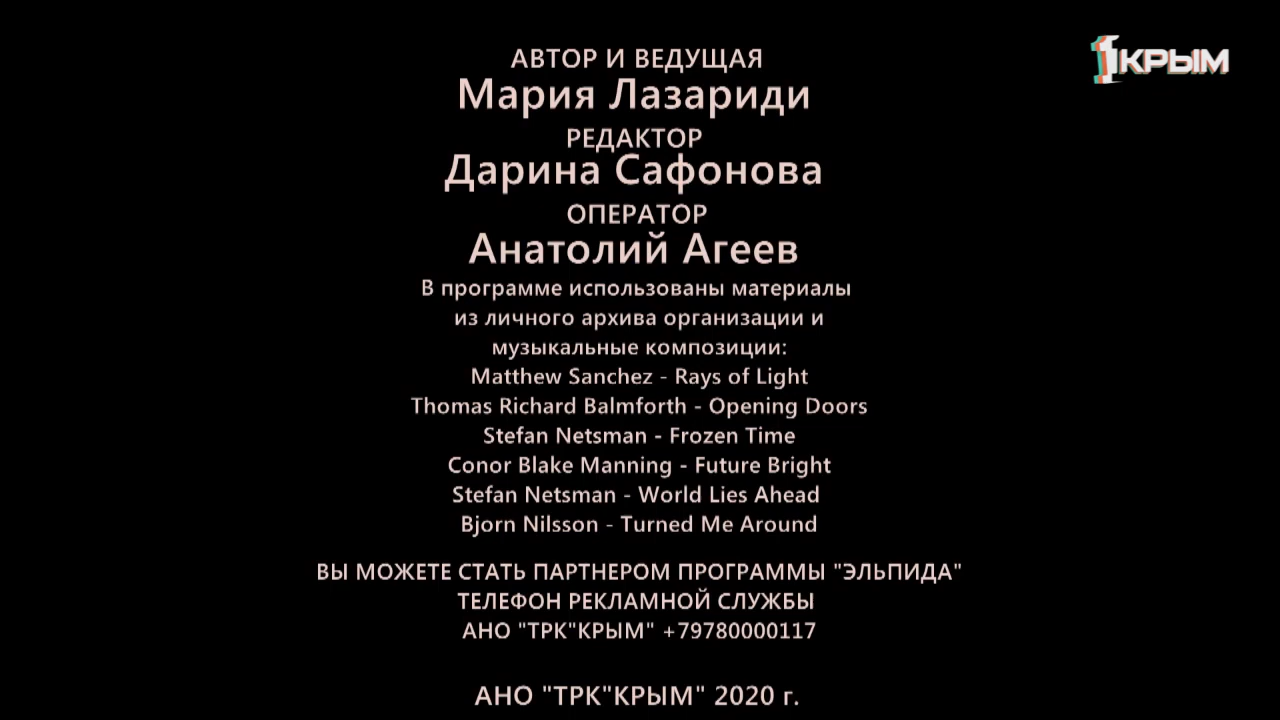 АВТОР И ВЕДУЩАЯ
1КРЫМ
Мария Лазариди
РЕДАКТОР
Дарина Сафонова
ОПЕРАТОР
Анатолий Агеев
В программе использованы материалы
из личного архива организации и
музыкальные композиции:
Matthew Sanchez - Rays of Light
Thomas Richard Balmforth - Opening Doors
Stefan Netsman - Frozen Time
Conor Blake Manning - Future Bright
Stefan Netsman - World Lies Ahead
Bjorn Nilsson - Turned Me Around
ВЫ МОЖЕТЕ СТАТЬ ПАРТНЕРОМ ПРОГРАММЫ "ЭЛЬПИДА"
ТЕЛЕФОН РЕКЛАМНОЙ СЛУЖБЫ
АНО "ТРК"КРЫМ" +79780000117
АНО "ТРК"КРЫМ" 2020 г.